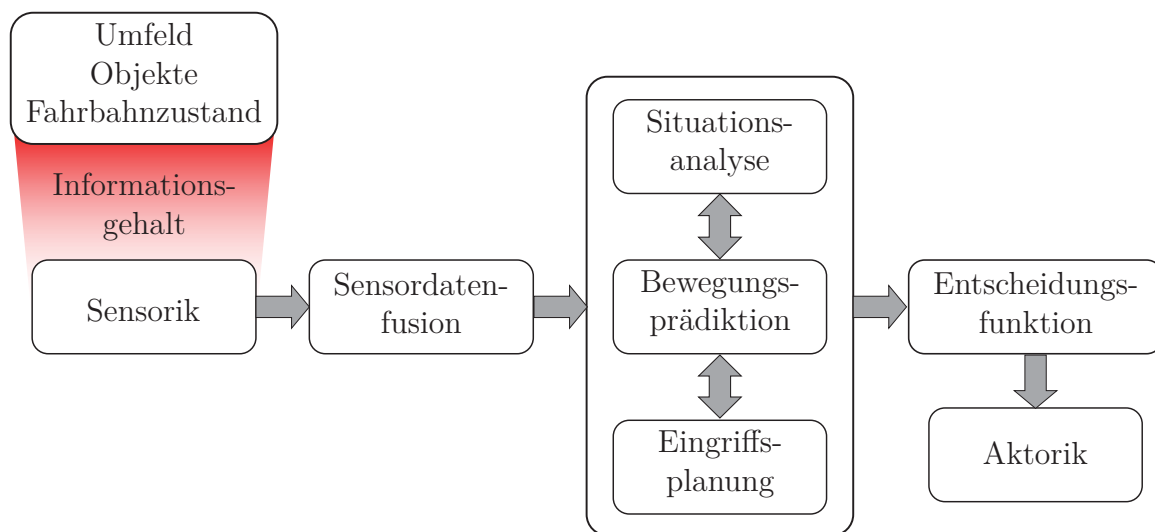 Umfeld
Objekte
Fahrbahnzustand
Informations-
gehalt
Sensorik
Sensordaten-
fusion
Situations-
analyse
Bewegungs-
prädiktion
Eingriffs-
planung
Entscheidungs-
funktion
Aktorik